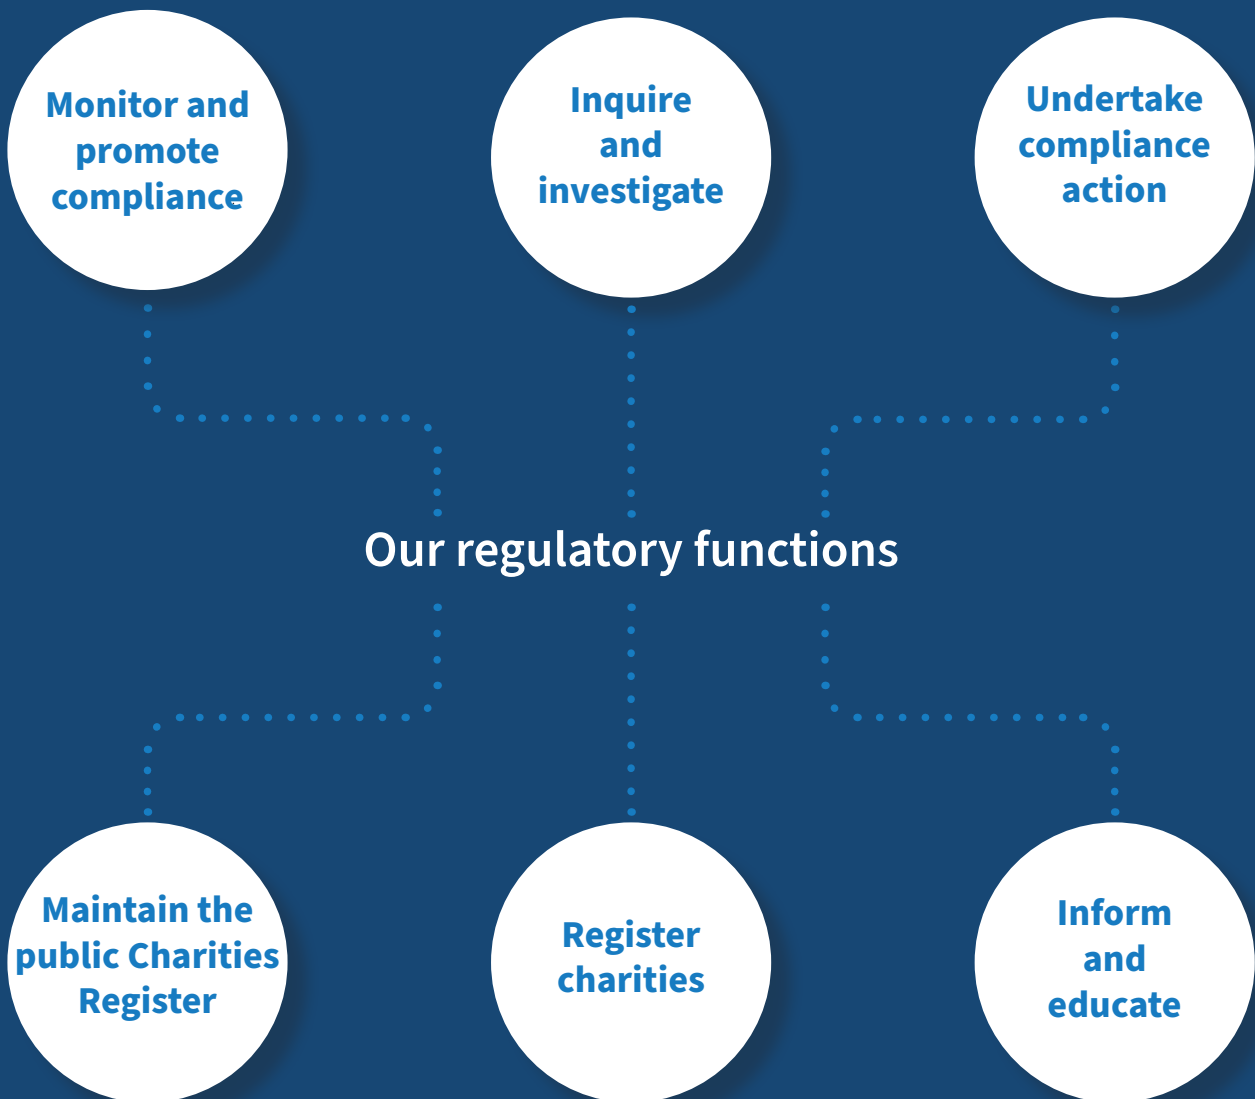 Monitor and
promote
compliance
Inquire
and
investigate
Undertake
compliance
action
Our regulatory functions
Maintain the
public Charities
Register
Register
charities
Inform
and
educate